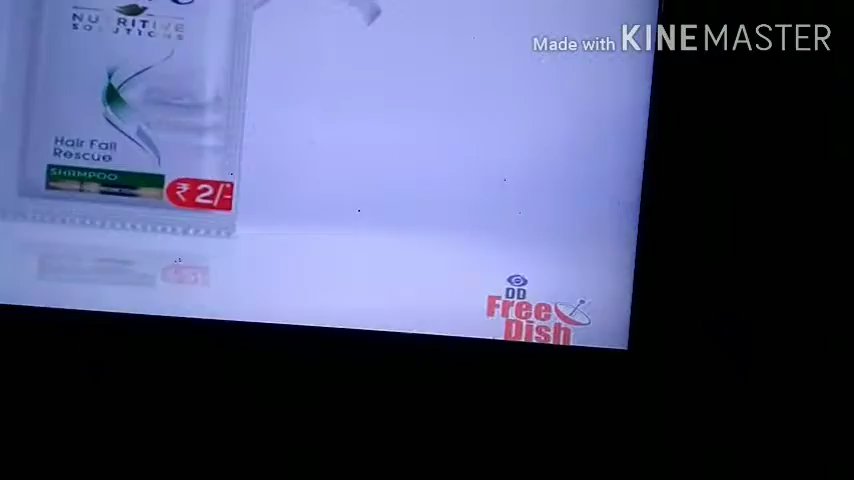 Made with KINEMASTER
NUTRITIVE
SOLUTIONS
Hair Fall
Rescue
SHAMPOO
₹ 2/-*
DD
Free
Dish